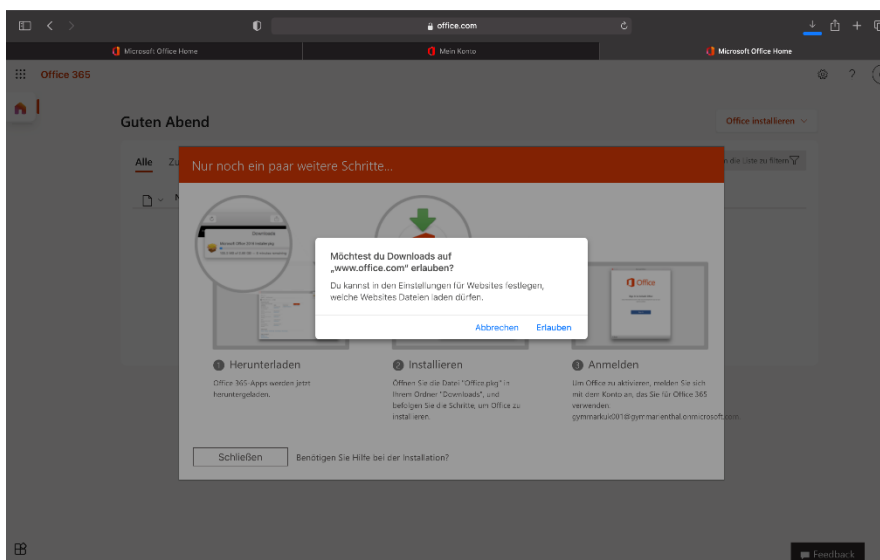 office.com
Microsoft Office Home
Mein Konto
Microsoft Office Home
Office 365
?
Guten Abend
Office installieren
Alle
Zu
n die Liste zu filtern
Nur noch ein paar weitere Schritte...
Downloads
Möchtest du Downloads auf
„www.office.com“ erlauben?
Du kannst in den Einstellungen für Websites festlegen,
welche Websites Dateien laden dürfen.
Abbrechen Erlauben
Office
1 Herunterladen
Office 365-Apps werden jetzt
heruntergeladen.
2 Installieren
Öffnen Sie die Datei "Office.pkg" in
Ihrem Ordner "Downloads", und
befolgen Sie die Schritte, um Office zu
installieren.
3 Anmelden
Um Office zu aktivieren, melden Sie sich
mit dem Konto an, das Sie für Office 365
verwenden
gymmarkuk001@gymmarienthal.onmicrosoft.com
Schließen
Benötigen Sie Hilfe bei der Installation?
Feedback